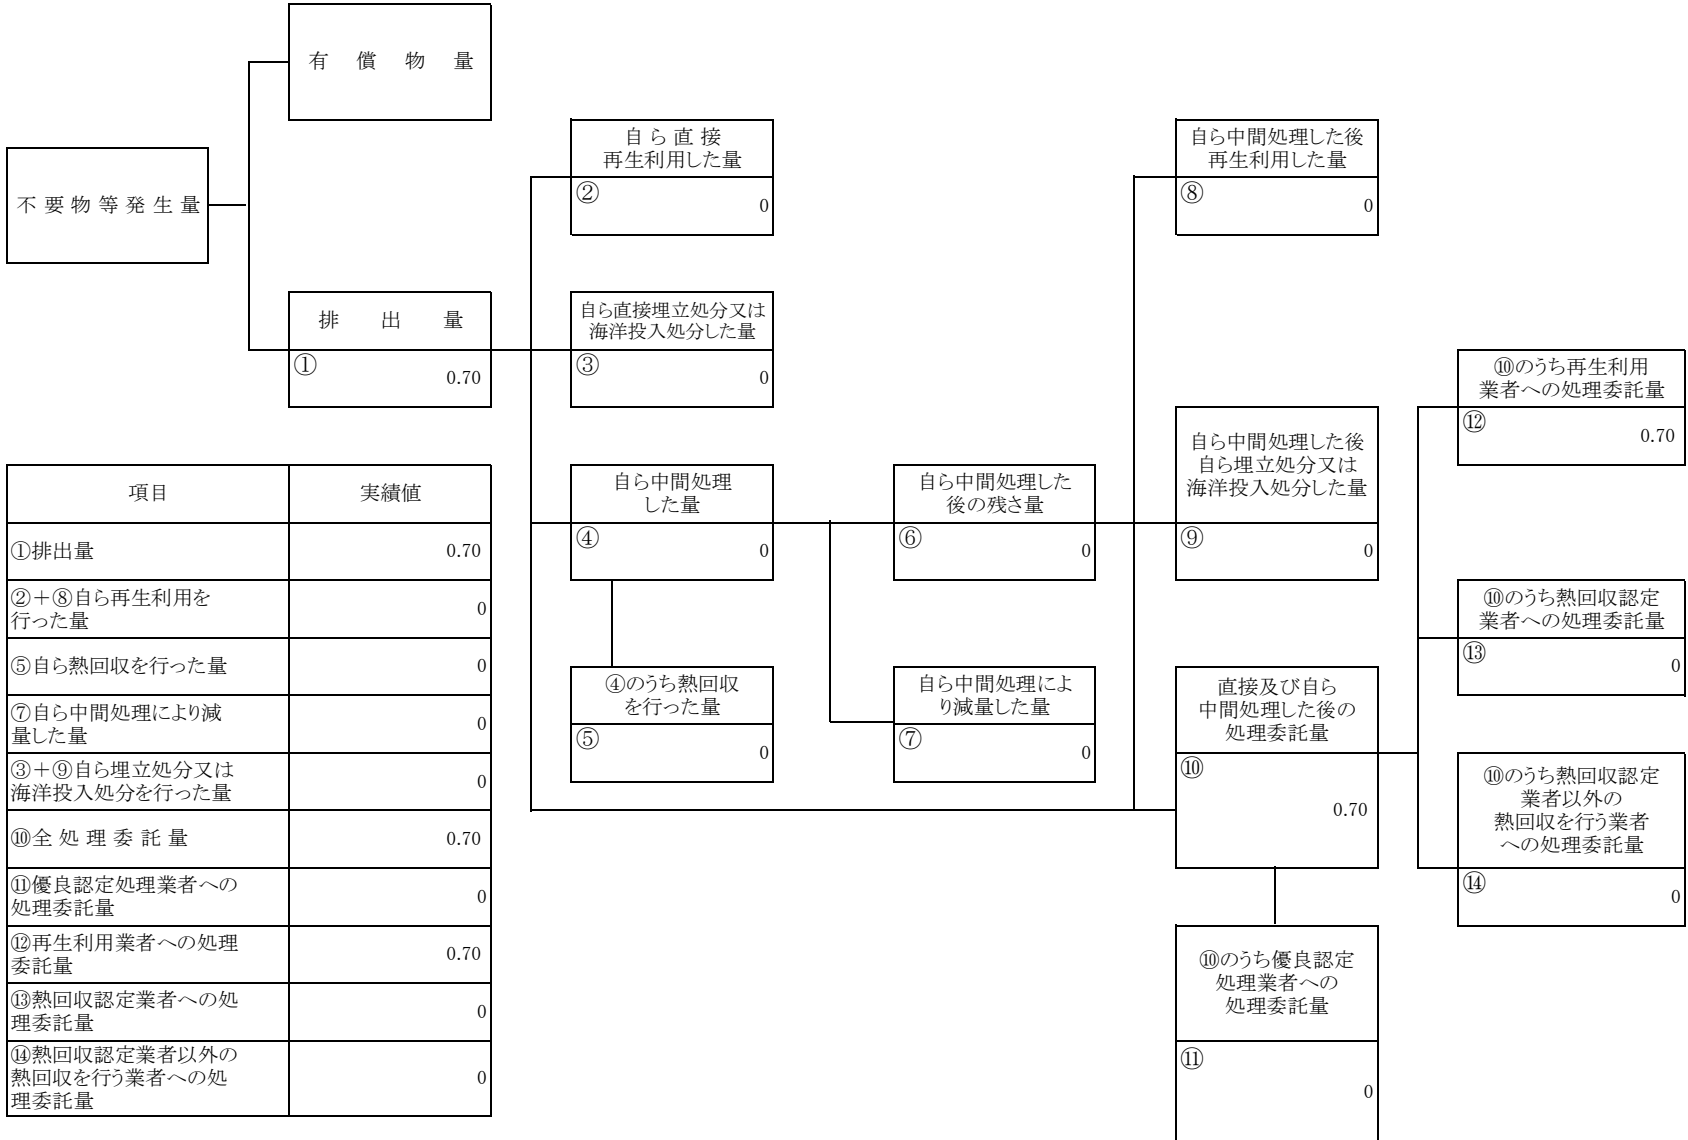 有償物量
不要物等発生量
排出量
①
0.70
自ら直接
再生利用した量
②
0
自ら直接埋立処分又は
海洋投入処分した量
③
0
自ら中間処理
した量
④
0
④のうち熱回収
を行った量
⑤
0
自ら中間処理した
後の残さ量
⑥
0
自ら中間処理によ
り減量した量
⑦
0
自ら中間処理した後
再生利用した量
⑧
0
自ら中間処理した後
自ら埋立処分又は
海洋投入処分した量
⑨
0
直接及び自ら
中間処理した後の
処理委託量
⑩
0.70
⑩のうち優良認定
処理業者への
処理委託量
⑪
0
⑩のうち再生利用
業者への処理委託量
⑫
0.70
⑩のうち熱回収認定
業者への処理委託量
⑬
0
⑩のうち熱回収認定
業者以外の
熱回収を行う業者
への処理委託量
⑭
0
項目 実績値
①排出量 0.70
②＋⑧自ら再生利用を
行った量 0
⑤自ら熱回収を行った量 0
⑦自ら中間処理により減
量した量 0
③＋⑨自ら埋立処分又は
海洋投入処分を行った量 0
⑩全処理委託量 0.70
⑪優良認定処理業者への
処理委託量 0
⑫再生利用業者への処理
委託量 0.70
⑬熱回収認定業者への処
理委託量 0
⑭熱回収認定業者以外の
熱回収を行う業者への処
理委託量 0